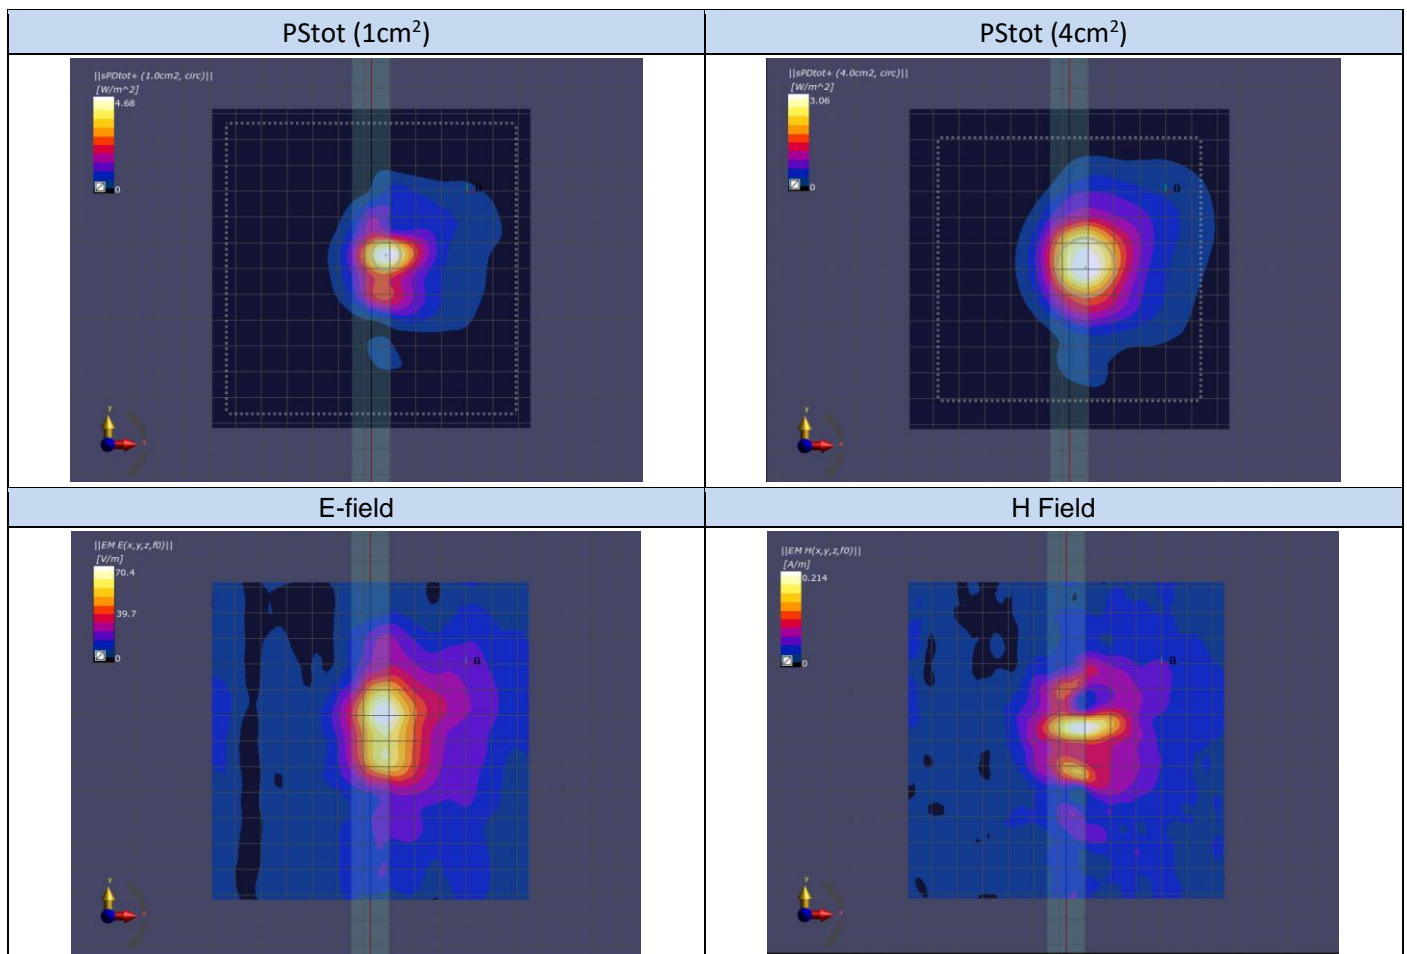 PStot (1cm²)
PStot (4cm²)
||sPDtot+ (1.0cm2, circ)||
[W/m^2]
4.68
0
B
y
x
||sPDtot+ (4.0cm2, circ)||
[W/m^2]
3.06
0
B
y
x
E-field
H Field
||EM E(x,y,z,f0)||
[V/m]
70.4
39.7
0
B
y
x
||EM H(x,y,z,f0)||
[A/m]
0.214
0
B
y
x